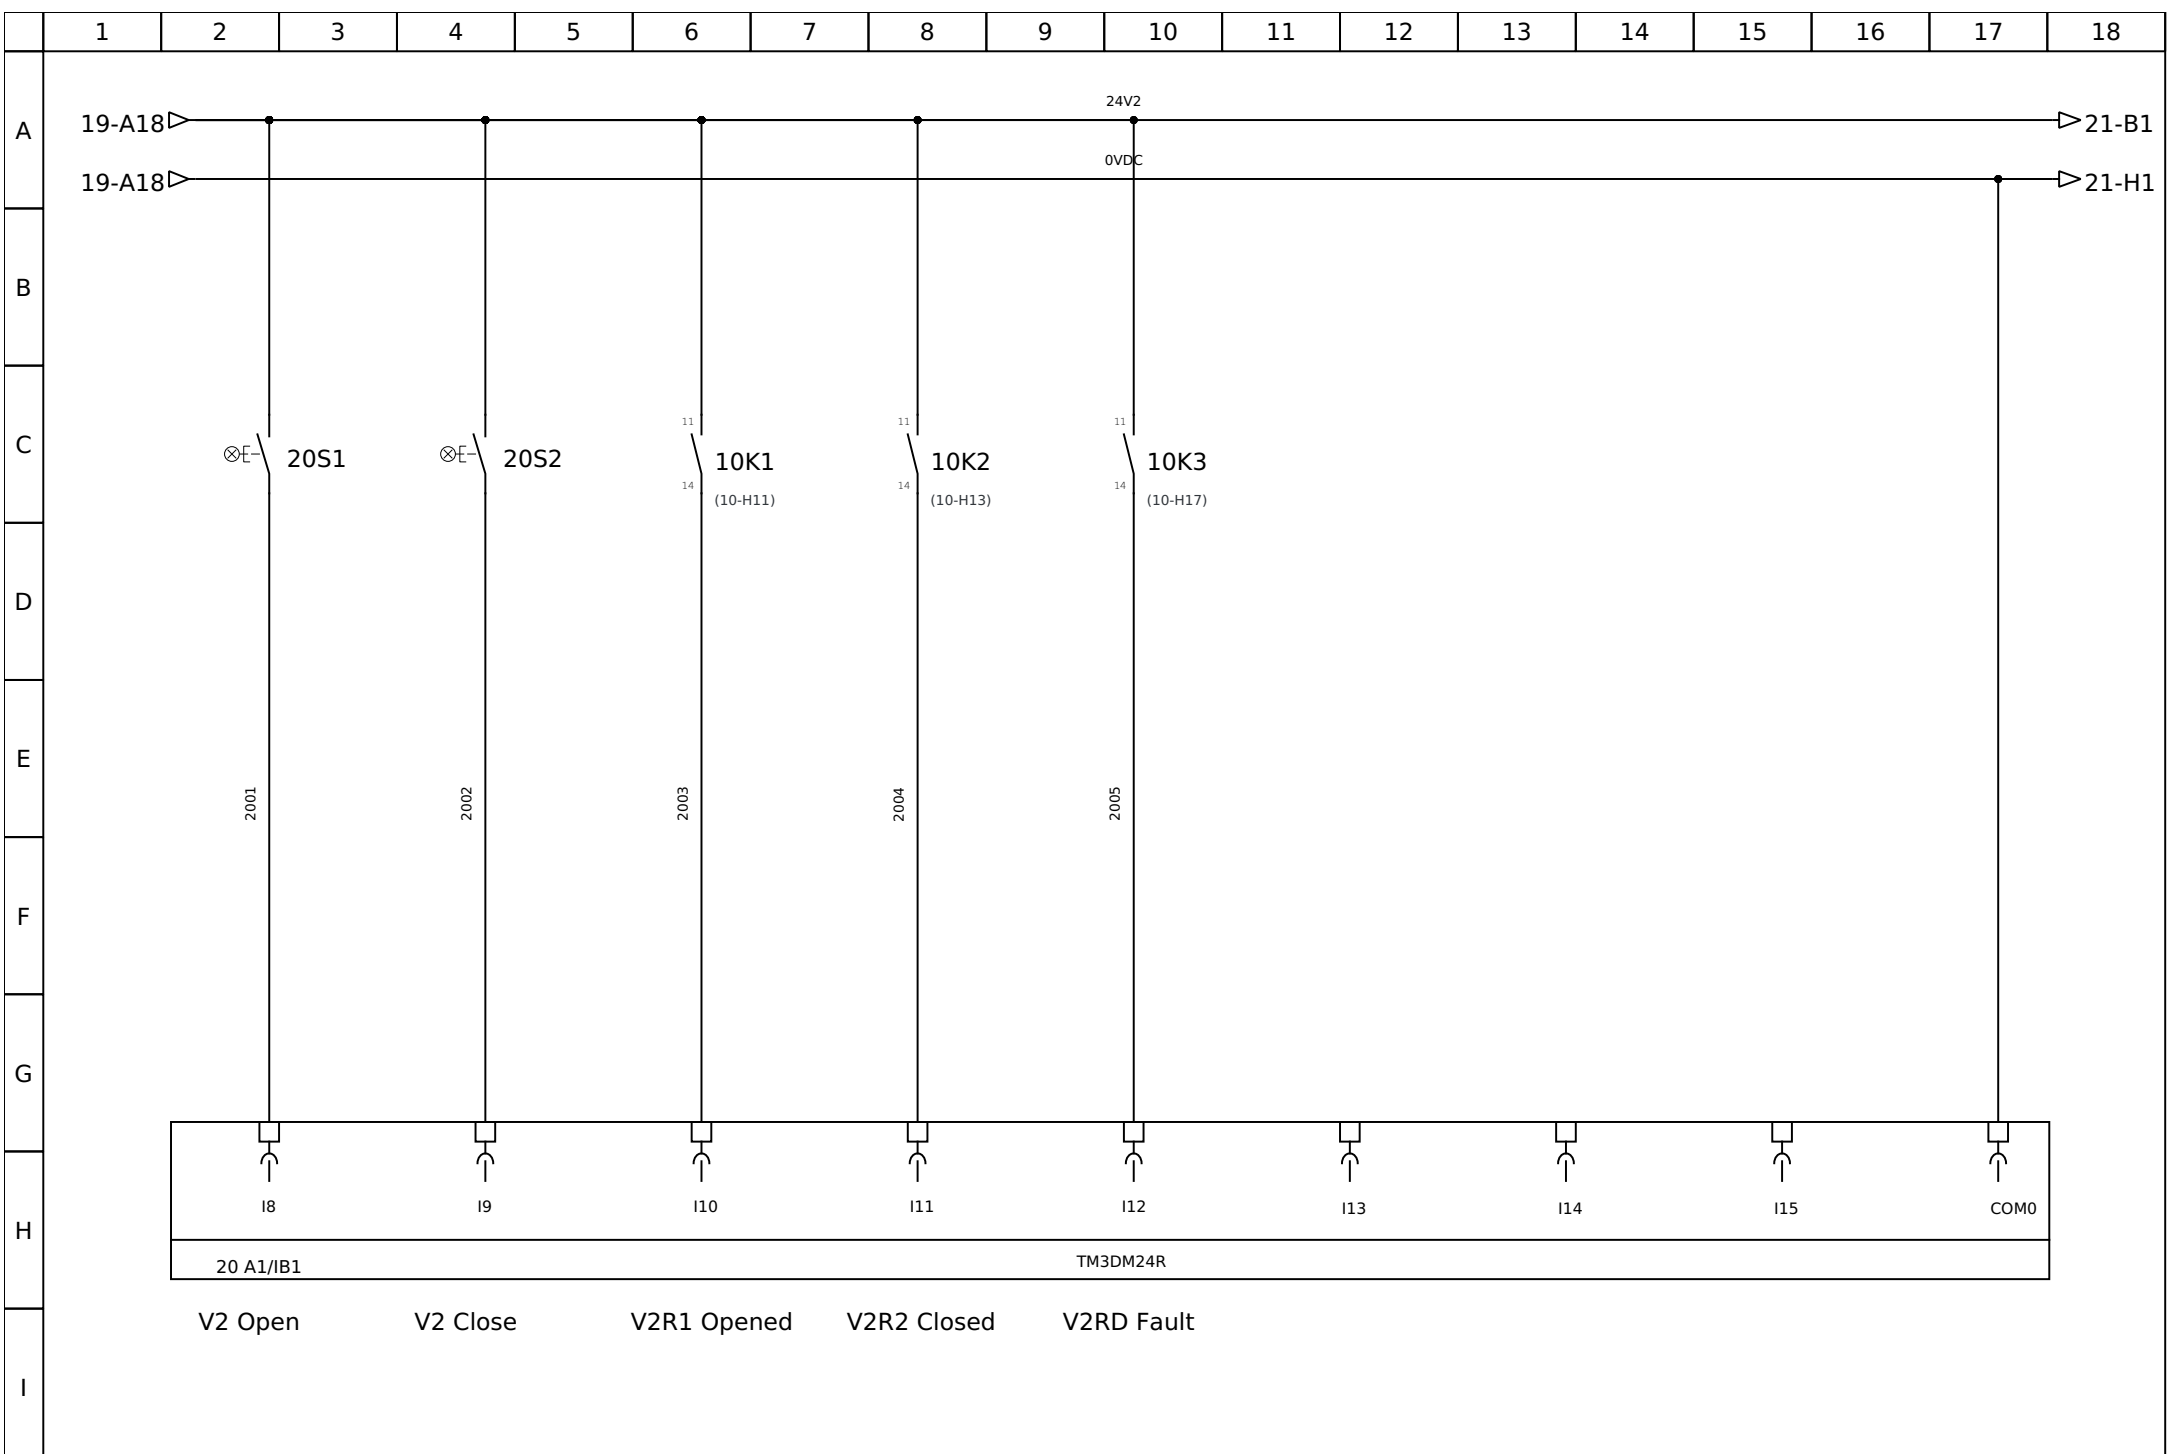 1 2 3 4 5 6 7 8 9 10 11 12 13 14 15 16 17 18
24V2
A
19-A18 21-B1
0VDC
19-A18 21-H1
B
C
11 11 11
20S1 20S2 10K1 10K2 10K3
14 14 14
(10-H11) (10-H13) (10-H17)
D
E
2001 2002 2003 2004 2005
F
G
H
I8 I9 I10 I11 I12 I13 I14 I15 COM0
20 A1/IB1 TM3DM24R
V2 Open V2 Close V2R1 Opened V2R2 Closed V2RD Fault
I